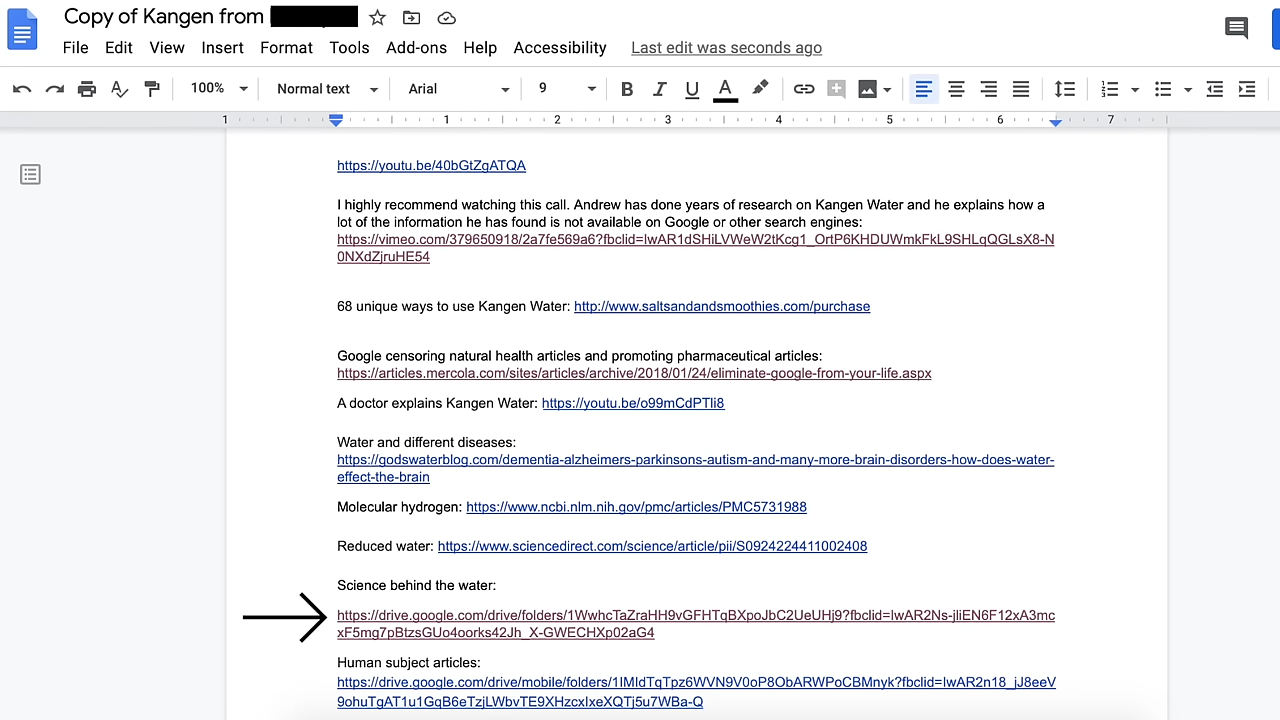 Copy of Kangen from
File Edit View Insert Format Tools Add-ons Help Accessibility Last edit was seconds ago
100% Normal text Arial 9 B I U A
1 1 2 3 4 5 6 7
https://youtu.be/40bGtZgATQA
I highly recommend watching this call. Andrew has done years of research on Kangen Water and he explains how a
lot of the information he has found is not available on Google or other search engines:
https://vimeo.com/379650918/2a7fe569a6?fbclid=IwAR1dSHiLVWeW2tKcg1_OrtP6KHDUWmkFkL9SHLqQGLsX8-N
0NXdZjruHE54
68 unique ways to use Kangen Water: http://www.saltsandandsmoothies.com/purchase
Google censoring natural health articles and promoting pharmaceutical articles:
https://articles.mercola.com/sites/articles/archive/2018/01/24/eliminate-google-from-your-life.aspx
A doctor explains Kangen Water: https://youtu.be/o99mCdPTli8
Water and different diseases:
https://godswaterblog.com/dementia-alzheimers-parkinsons-autism-and-many-more-brain-disorders-how-does-water-
effect-the-brain
Molecular hydrogen: https://www.ncbi.nlm.nih.gov/pmc/articles/PMC5731988
Reduced water: https://www.sciencedirect.com/science/article/pii/S0924224411002408
Science behind the water:
https://drive.google.com/drive/folders/1WwhcTaZraHH9vGFHTqBXpoJbC2UeUHj9?fbclid=IwAR2Ns-jliEN6F12xA3mc
xF5mg7pBtzsGUo4oorks42Jh_X-GWECHXp02aG4
Human subject articles:
https://drive.google.com/drive/mobile/folders/1IMIdTqTpz6WVN9V0oP8ObARWPoCBMnyk?fbclid=IwAR2n18_jJ8eeV
9ohuTgAT1u1GqB6eTzjLWbvTE9XHzcxIxeXQTj5u7WBa-Q